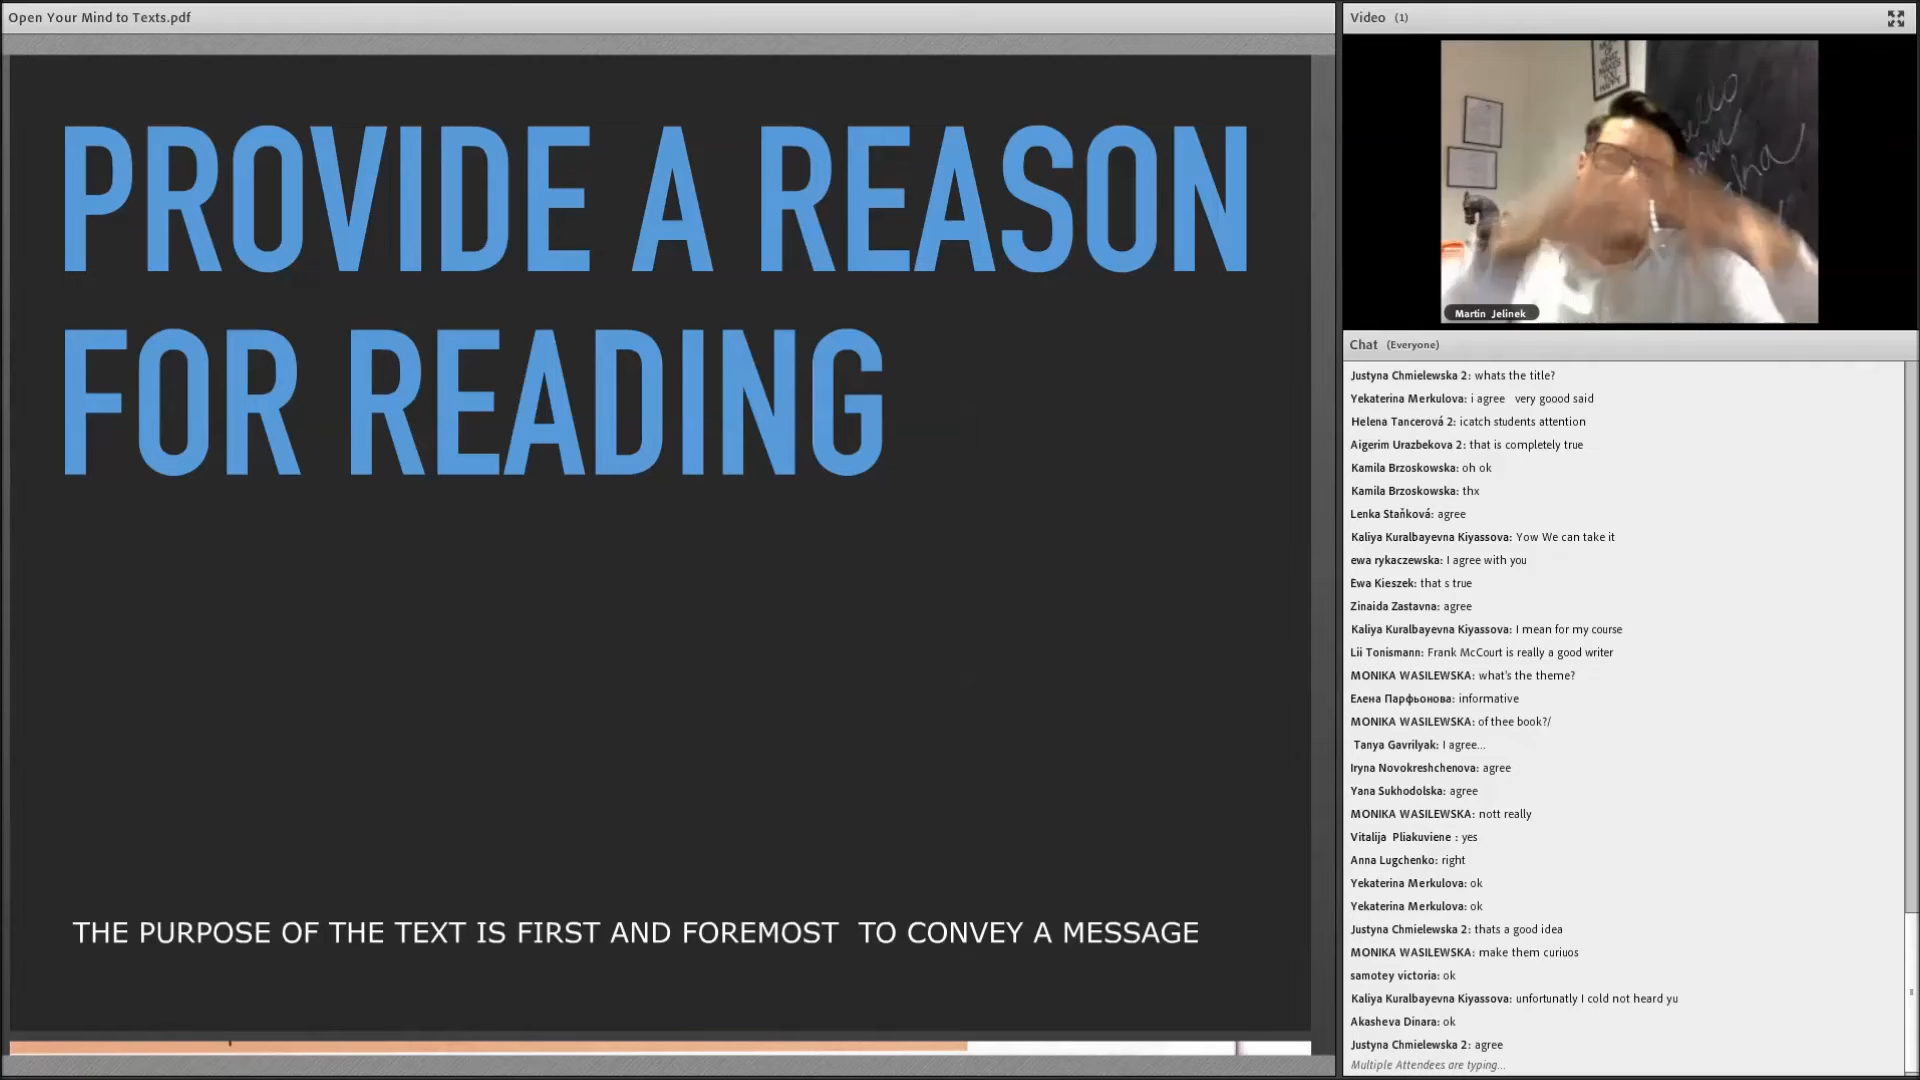 Open Your Mind to Texts.pdf
PROVIDE A REASON
FOR READING
THE PURPOSE OF THE TEXT IS FIRST AND FOREMOST  TO CONVEY A MESSAGE
Video (1)
WHAT
MAKES
YOU
HAPPY
Martin Jelinek
Chat (Everyone)
Justyna Chmielewska 2: whats the title?
Yekaterina Merkulova: i agree   very goood said
Helena Tancerová 2: icatch students attention
Aigerim Urazbekova 2: that is completely true
Kamila Brzoskowska: oh ok
Kamila Brzoskowska: thx
Lenka Staňková: agree
Kaliya Kuralbayevna Kiyassova: Yow We can take it
ewa rykaczewska: I agree with you
Ewa Kieszek: that s true
Zinaida Zastavna: agree
Kaliya Kuralbayevna Kiyassova: I mean for my course
Lii Tonismann: Frank McCourt is really a good writer
MONIKA WASILEWSKA: what's the theme?
Елена Парфьонова: informative
MONIKA WASILEWSKA: of thee book?/
Tanya Gavrilyak: I agree...
Iryna Novokreshchenova: agree
Yana Sukhodolska: agree
MONIKA WASILEWSKA: nott really
Vitalija  Pliakuviene : yes
Anna Lugchenko: right
Yekaterina Merkulova: ok
Yekaterina Merkulova: ok
Justyna Chmielewska 2: thats a good idea
MONIKA WASILEWSKA: make them curiuos
samotey victoria: ok
Kaliya Kuralbayevna Kiyassova: unfortunatly I cold not heard yu
Akasheva Dinara: ok
Justyna Chmielewska 2: agree
Multiple Attendees are typing...